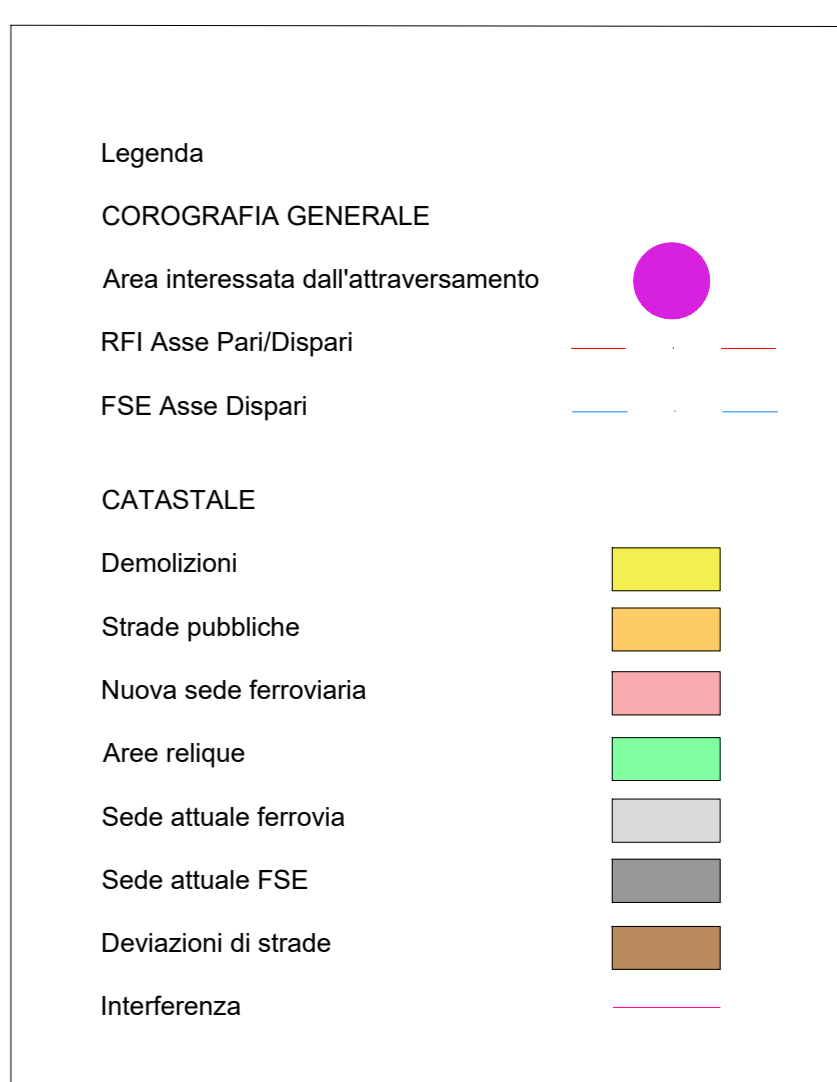 Legenda
COROGRAFIA GENERALE
Area interessata dall'attraversamento
RFI Asse Pari/Dispari
FSE Asse Dispari
CATASTALE
Demolizioni
Strade pubbliche
Nuova sede ferroviaria
Aree relique
Sede attuale ferrovia
Sede attuale FSE
Deviazioni di strade
Interferenza